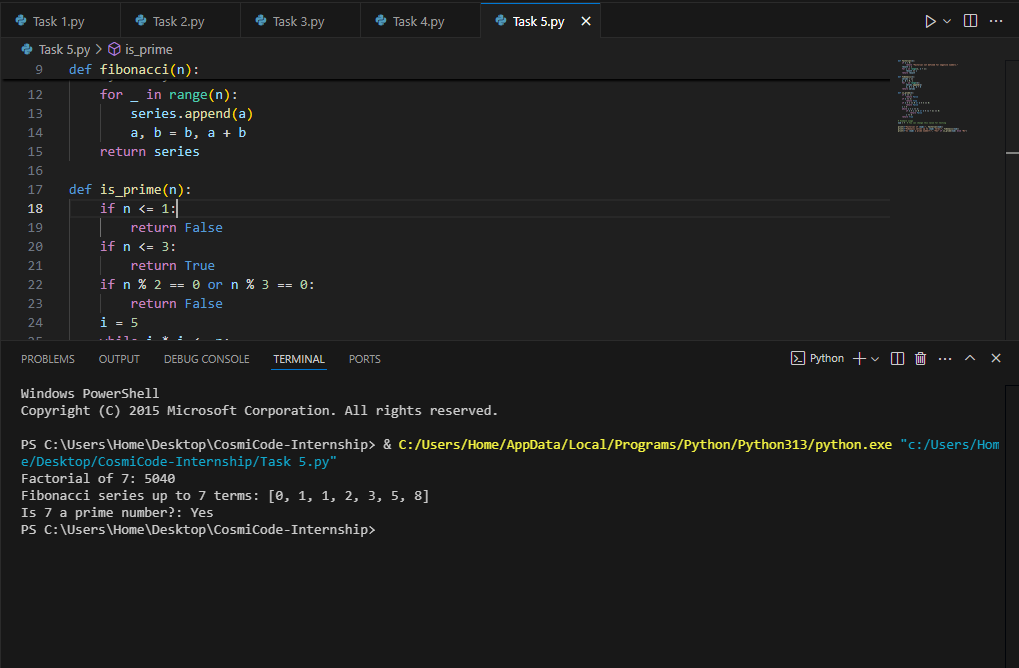 Task 1.py Task 2.py Task 3.py Task 4.py Task 5.py
Task 5.py > is_prime
9 def fibonacci(n):
12 for _ in range(n):
13 series.append(a)
14 a, b = b, a + b
15 return series
16
17 def is_prime(n):
18 if n <= 1:
19 return False
20 if n <= 3:
21 return True
22 if n % 2 == 0 or n % 3 == 0:
23 return False
24 i = 5
PROBLEMS OUTPUT DEBUG CONSOLE TERMINAL PORTS Python
Windows PowerShell
Copyright (C) 2015 Microsoft Corporation. All rights reserved.
PS C:\Users\Home\Desktop\CosmiCode-Internship> & C:/Users/Home/AppData/Local/Programs/Python/Python313/python.exe "c:/Users/Hom
e/Desktop/CosmiCode-Internship/Task 5.py"
Factorial of 7: 5040
Fibonacci series up to 7 terms: [0, 1, 1, 2, 3, 5, 8]
Is 7 a prime number?: Yes
PS C:\Users\Home\Desktop\CosmiCode-Internship>